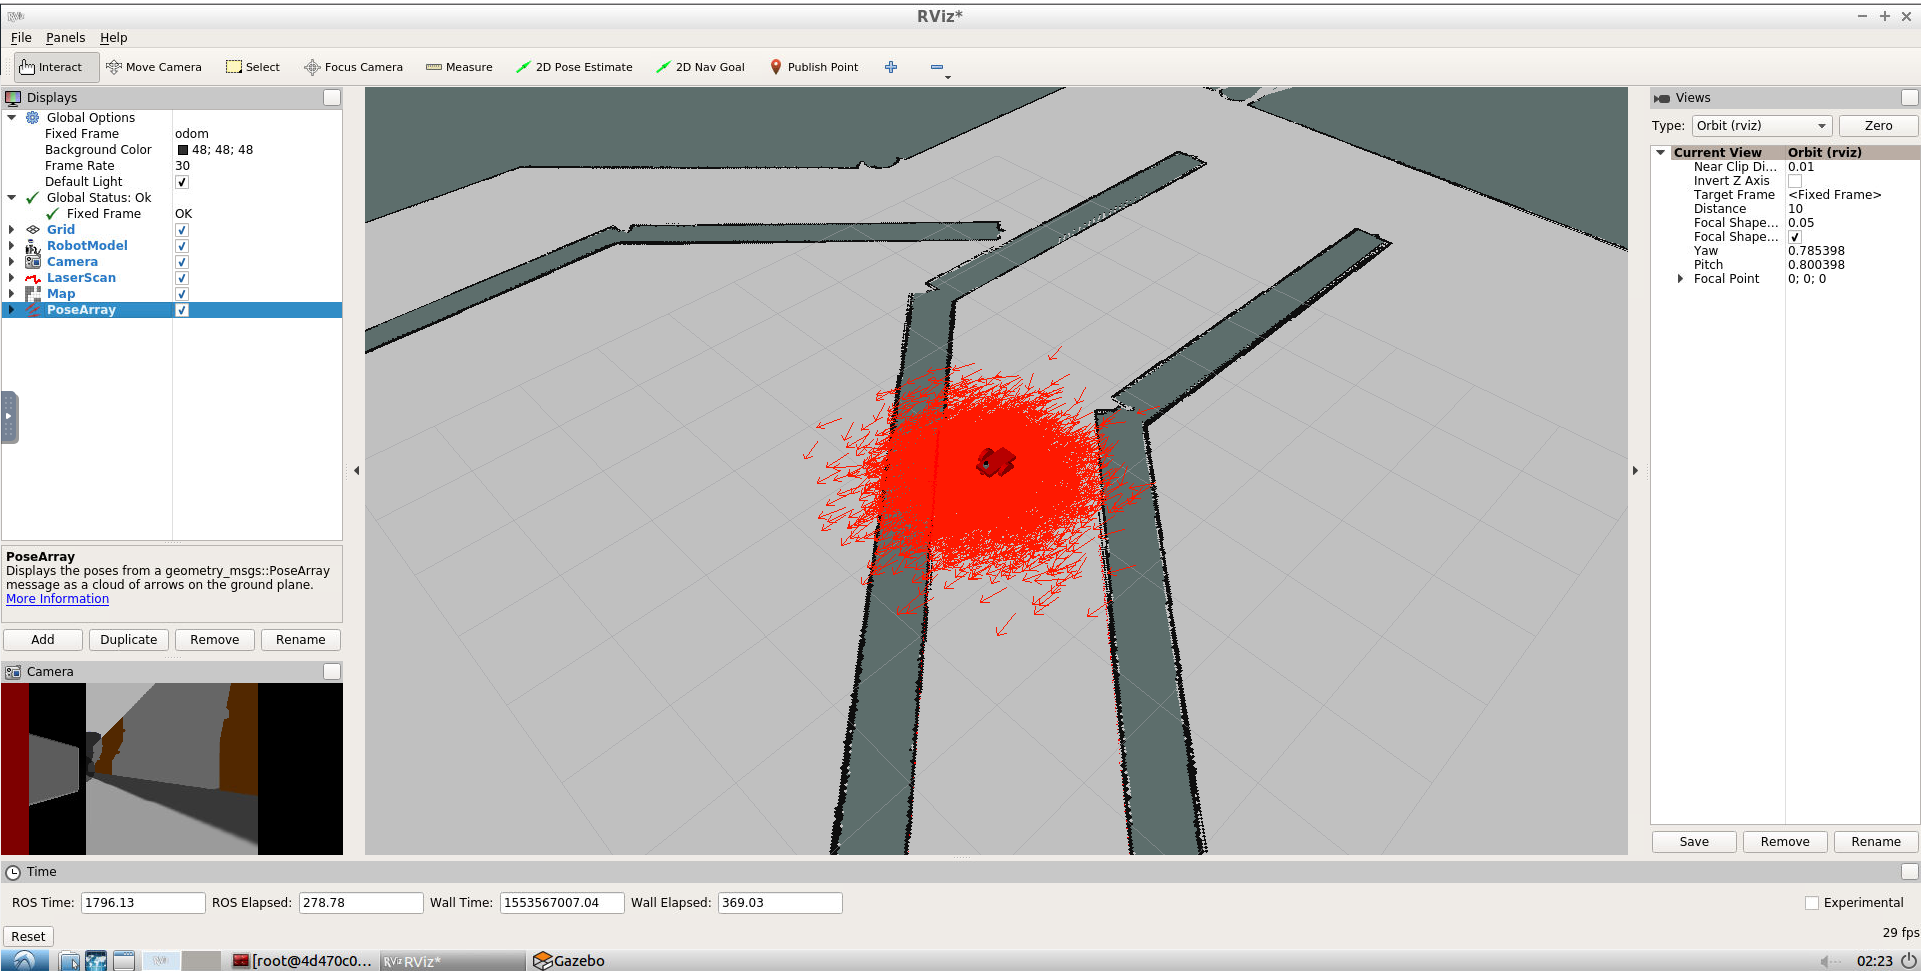 RViz*
File Panels Help
Interact Move Camera Select Focus Camera Measure 2D Pose Estimate 2D Nav Goal Publish Point
Displays
Global Options
Fixed Frame odom
Background Color 48; 48; 48
Frame Rate 30
Default Light
Global Status: Ok
Fixed Frame OK
Grid
RobotModel
Camera
LaserScan
Map
PoseArray
PoseArray
Displays the poses from a geometry_msgs::PoseArray
message as a cloud of arrows on the ground plane.
More Information
Add Duplicate Remove Rename
Camera
Views
Type: Orbit (rviz) Zero
Current View Orbit (rviz)
Near Clip Di... 0.01
Invert Z Axis
Target Frame <Fixed Frame>
Distance 10
Focal Shape... 0.05
Focal Shape...
Yaw 0.785398
Pitch 0.800398
Focal Point 0; 0; 0
Save Remove Rename
Time
ROS Time: 1796.13 ROS Elapsed: 278.78 Wall Time: 1553567007.04 Wall Elapsed: 369.03 Experimental
Reset 29 fps
[root@4d470c0... RViz RViz* Gazebo 02:23